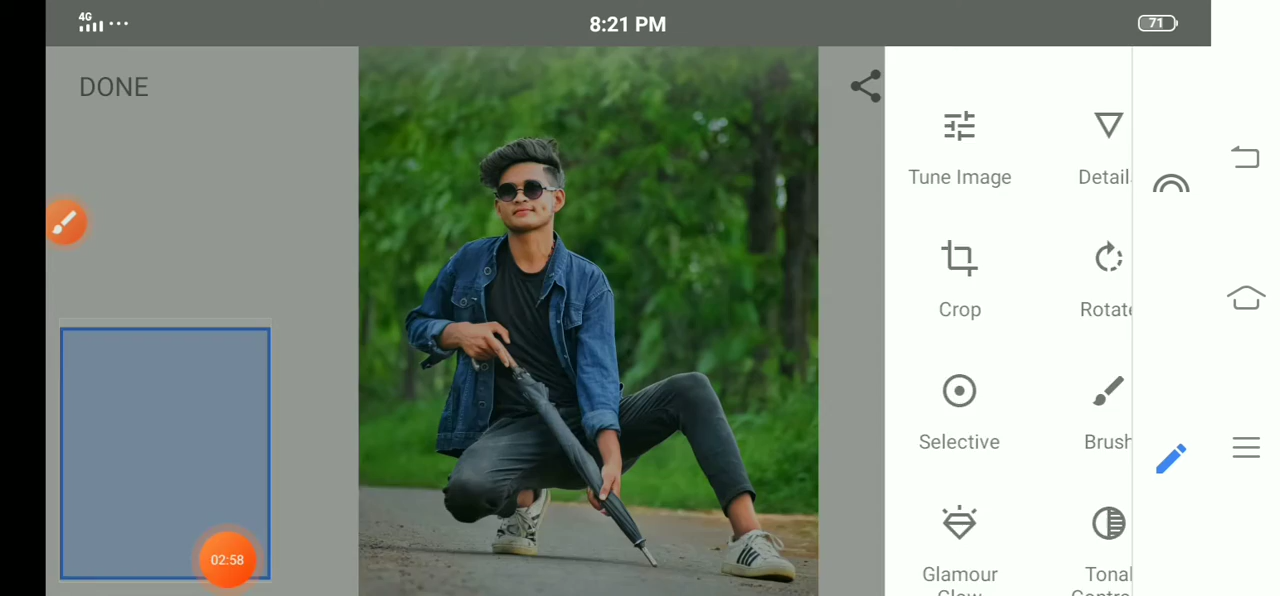 4G
8:21 PM
71
DONE
Tune Image
Detail
Crop
Rotate
Selective
Brush
Glamour
Tonal
02:58